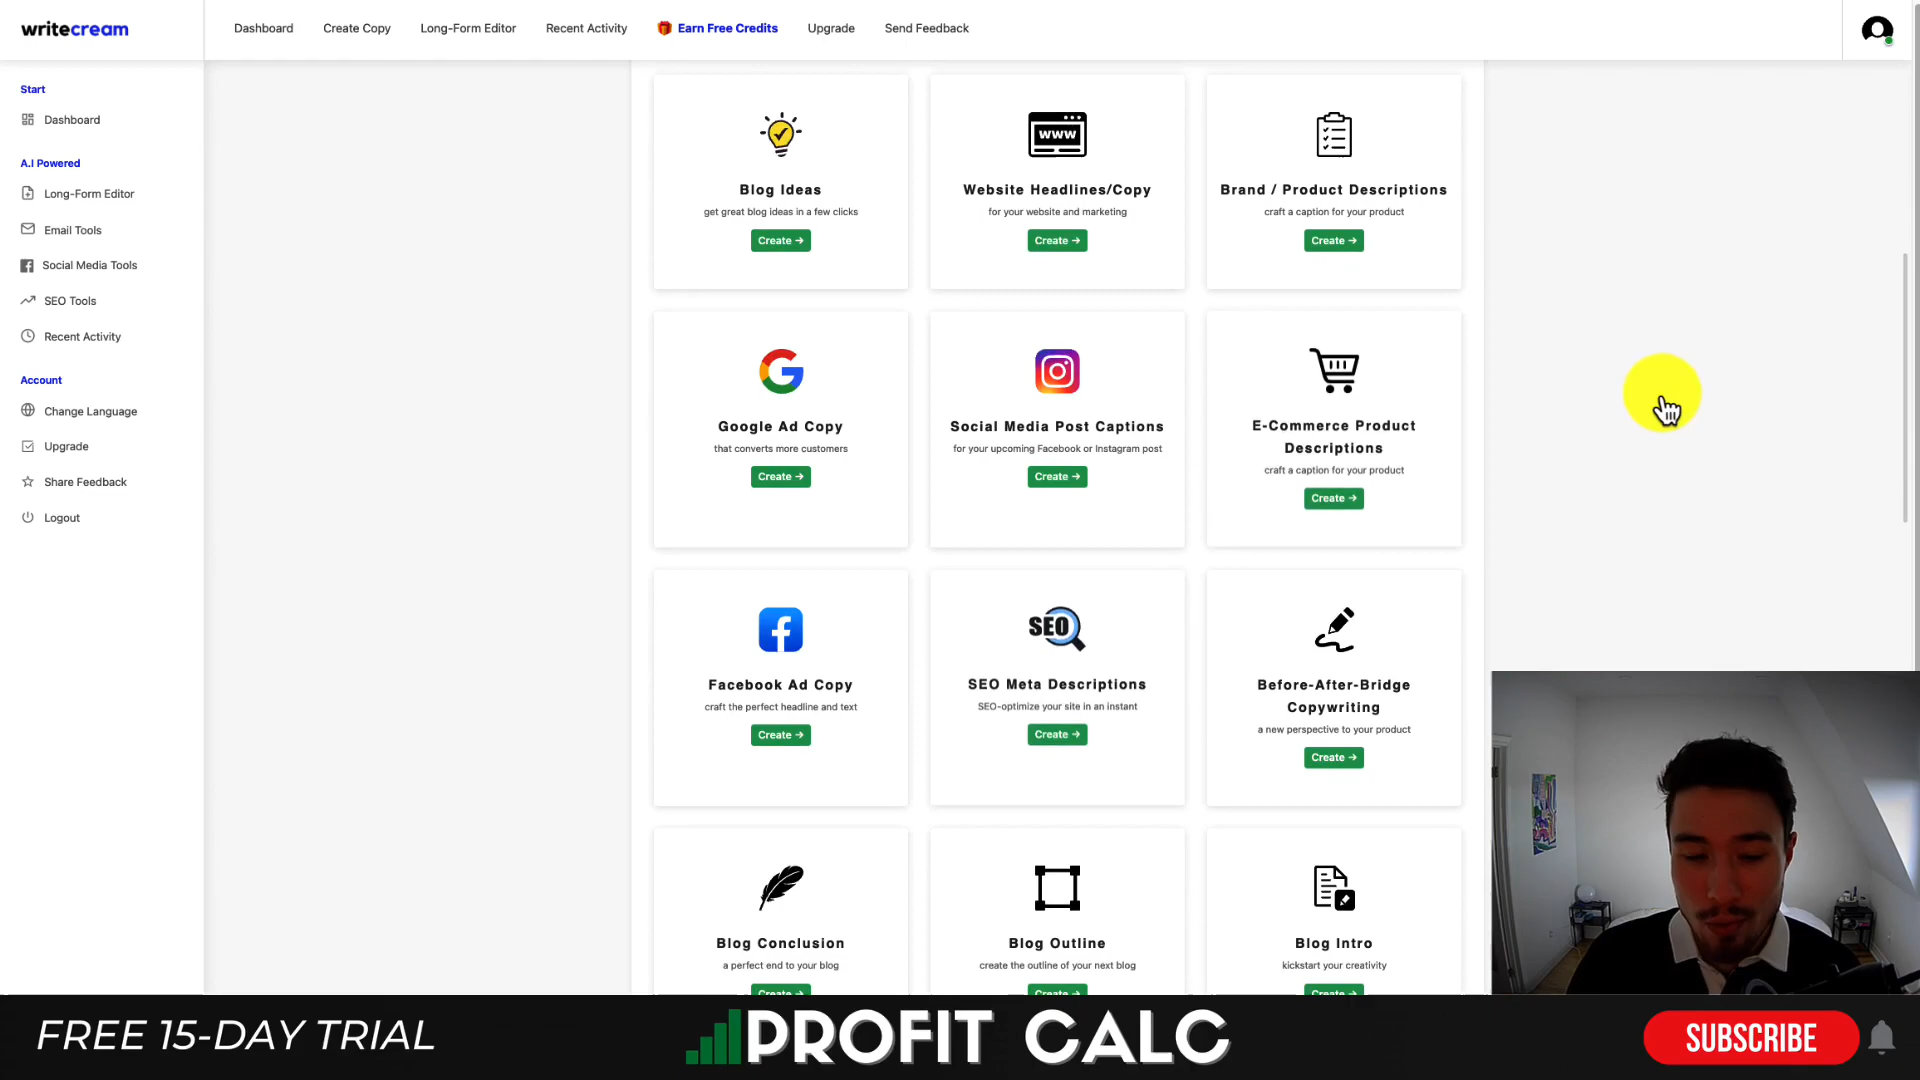 writecream
Dashboard
Create Copy
Long-Form Editor
Recent Activity
Earn Free Credits
Upgrade
Send Feedback
Start
Dashboard
A.I Powered
Long-Form Editor
Email Tools
Social Media Tools
SEO Tools
Recent Activity
Account
Change Language
Upgrade
Share Feedback
Logout
Blog Ideas
get great blog ideas in a few clicks
Create →
WWW
Website Headlines/Copy
for your website and marketing
Create →
Brand / Product Descriptions
craft a caption for your product
Create →
Google Ad Copy
that converts more customers
Create →
Social Media Post Captions
for your upcoming Facebook or Instagram post
Create →
E-Commerce Product
Descriptions
craft a caption for your product
Create →
Facebook Ad Copy
craft the perfect headline and text
Create →
SEO
SEO Meta Descriptions
SEO-optimize your site in an instant
Create →
Before-After-Bridge
Copywriting
a new perspective to your product
Create →
Blog Conclusion
a perfect end to your blog
Create →
Blog Outline
create the outline of your next blog
Create →
Blog Intro
kickstart your creativity
Create →
FREE 15-DAY TRIAL
PROFIT CALC
SUBSCRIBE